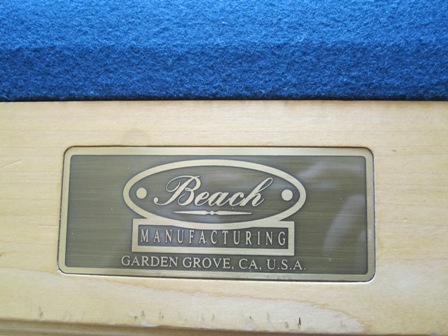 Beach
MANUFACTURING
GARDEN GROVE, CA, U.S.A.